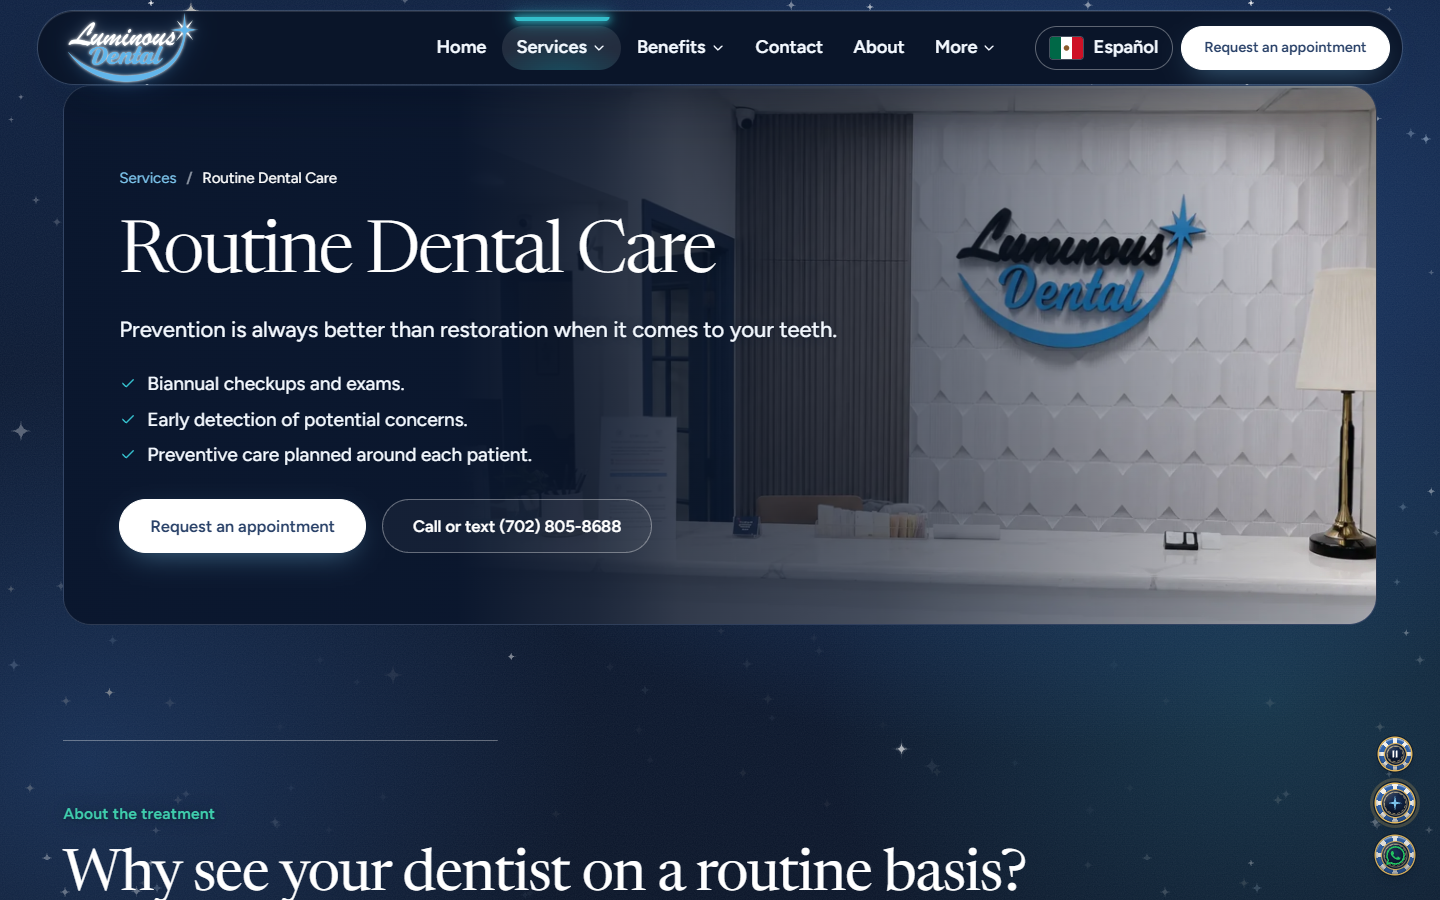 Luminous
Dental
Home
Services
Benefits
Contact
About
More
Español
Request an appointment
Services / Routine Dental Care
Routine Dental Care
Prevention is always better than restoration when it comes to your teeth.
Biannual checkups and exams.
Early detection of potential concerns.
Preventive care planned around each patient.
Request an appointment
Call or text (702) 805-8688
Luminous
Dental
About the treatment
Why see your dentist on a routine basis?